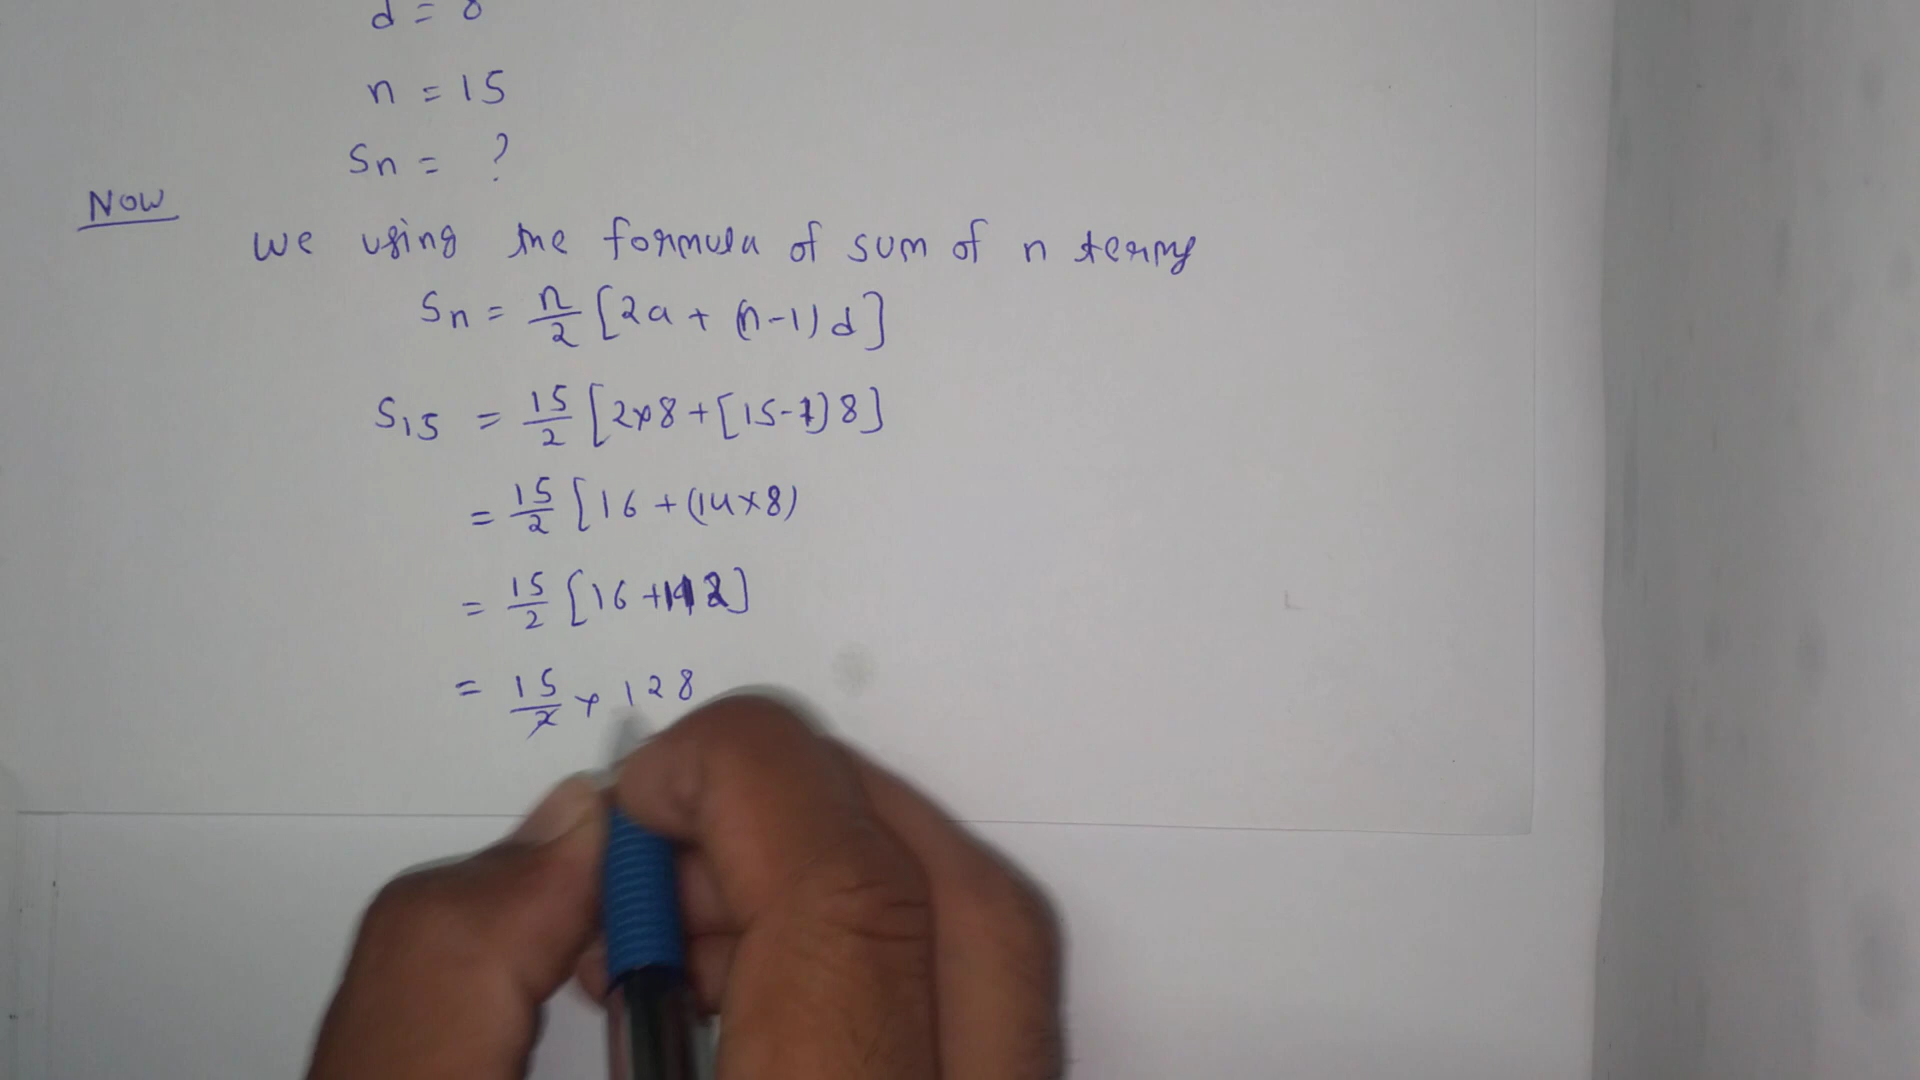 d = 8
n = 15
Sn = ?
Now
we using the formula of sum of n terms
Sn = n/2 [2a + (n-1) d]
S15 = 15/2 [2×8 + [15-1) 8]
= 15/2 [16 + (14×8)
= 15/2 [16 + 112]
= 15/2 × 128